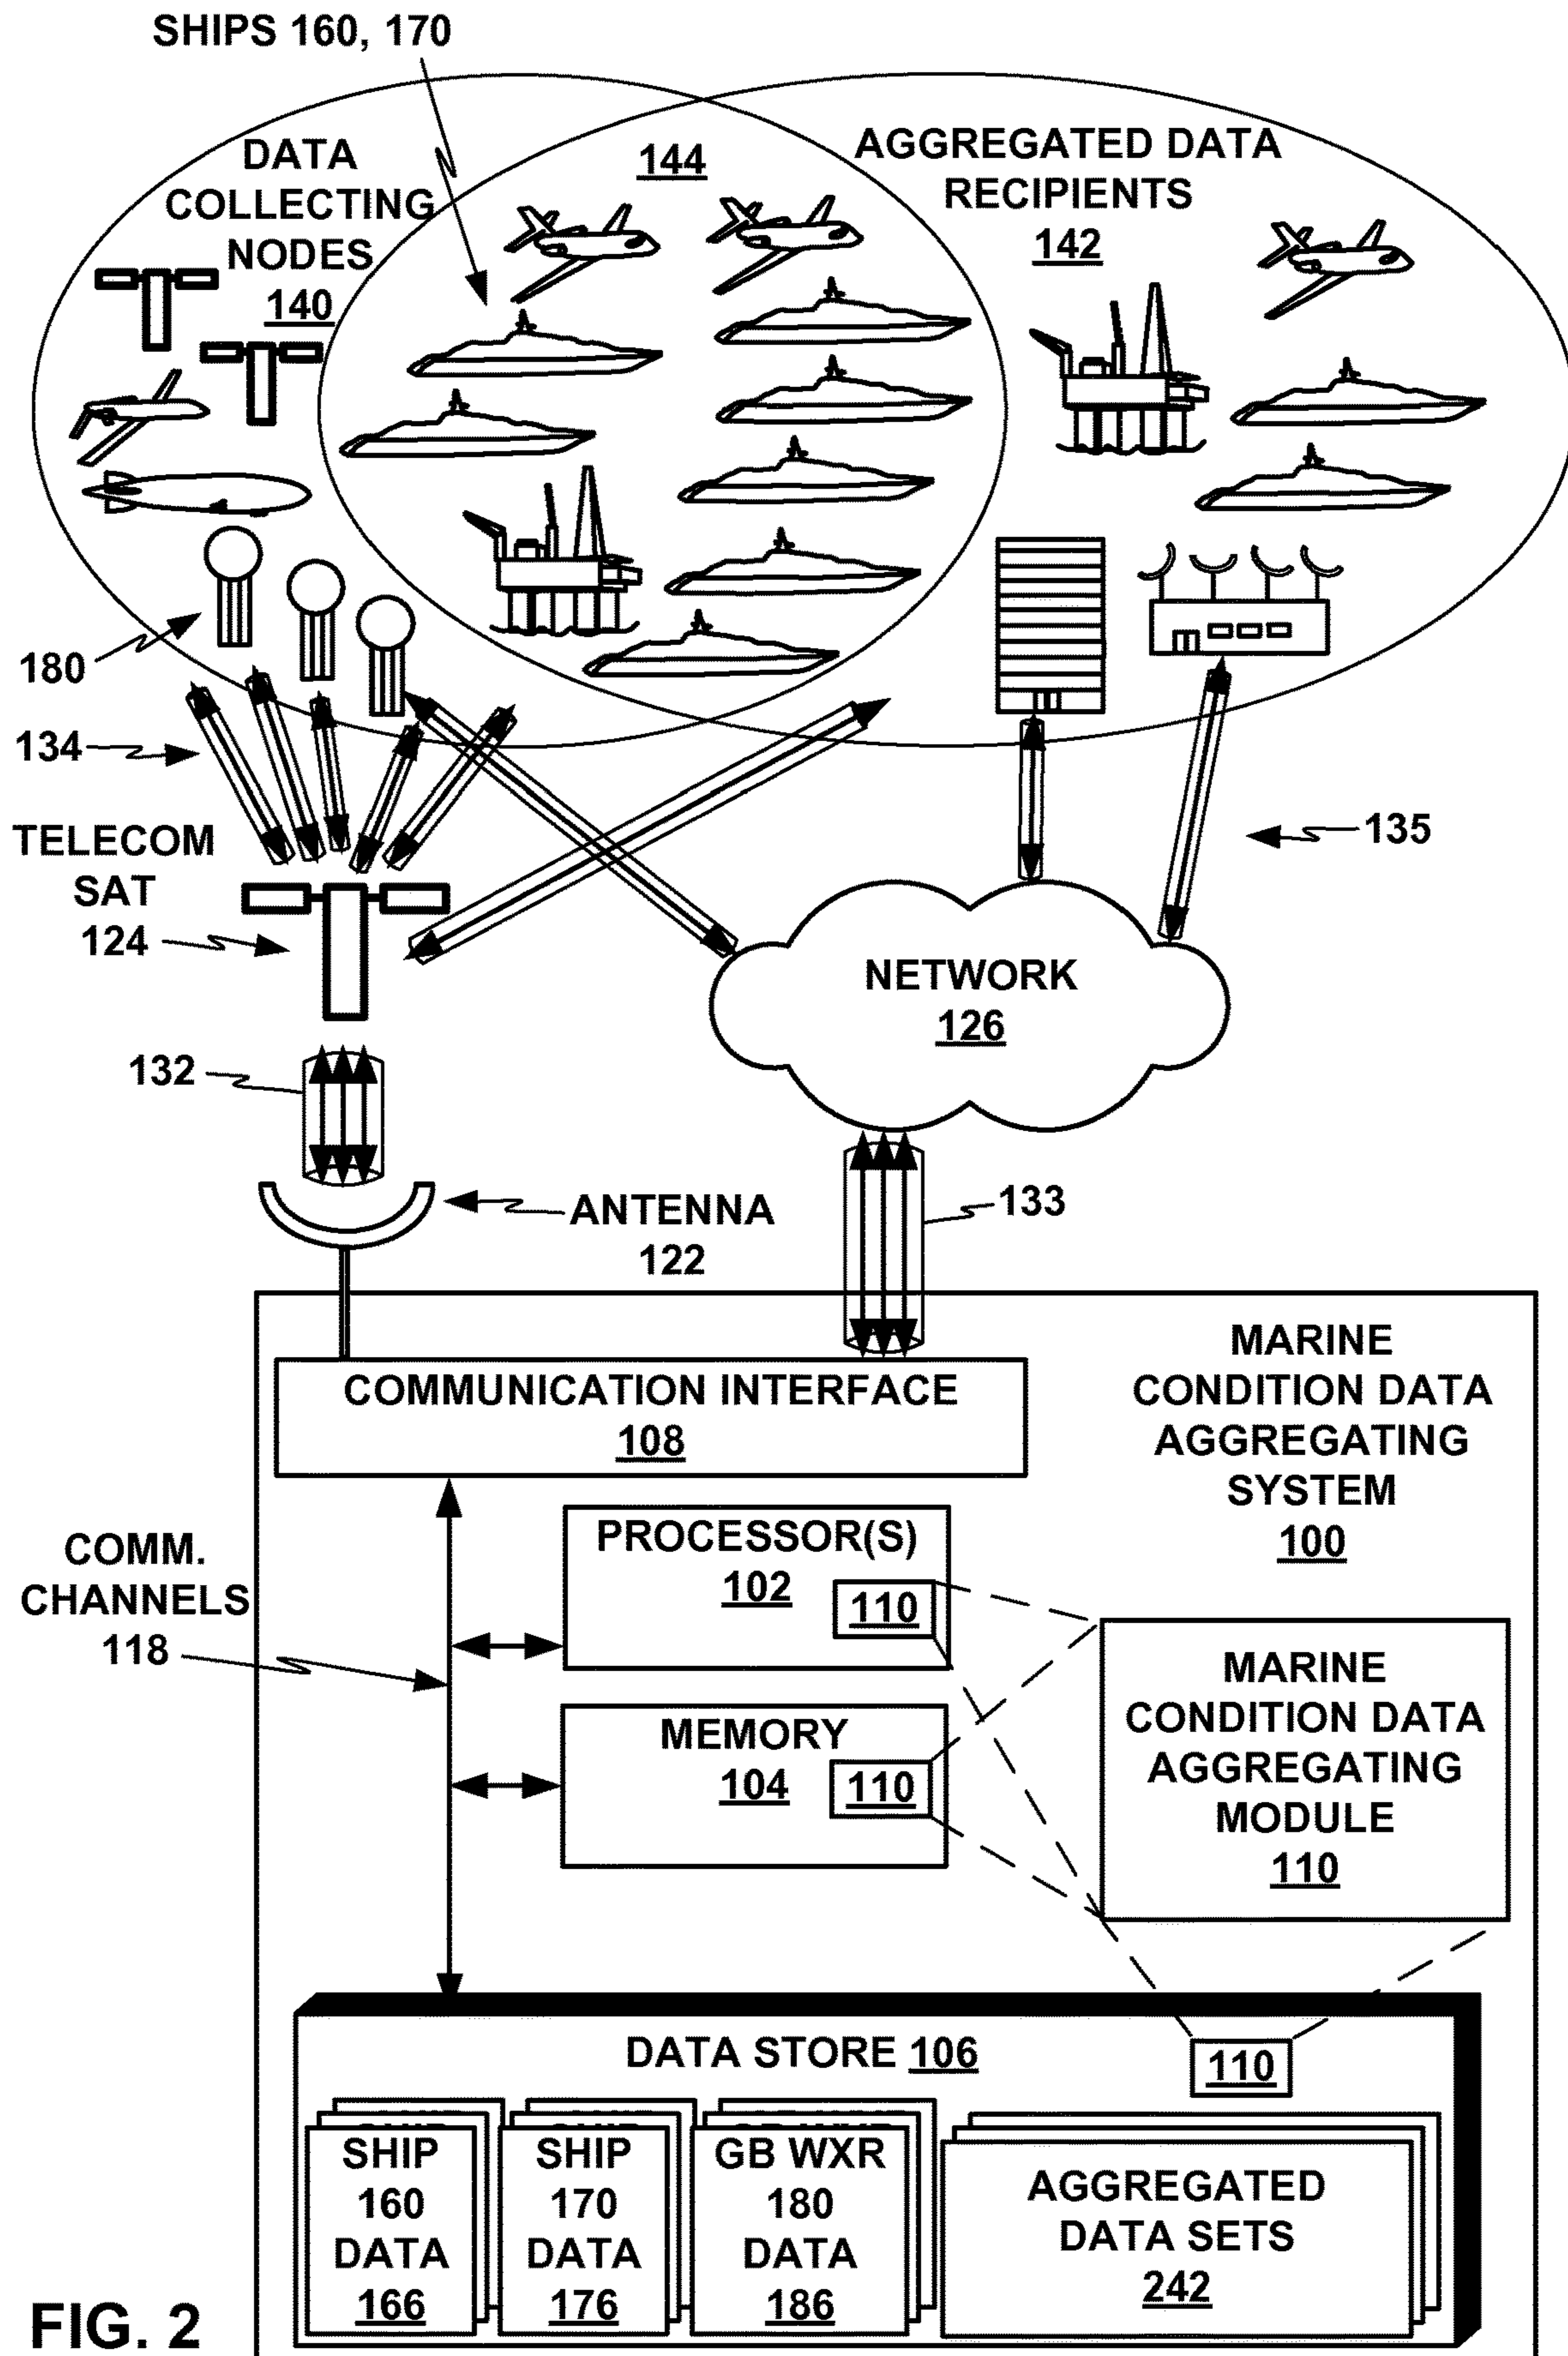 SHIPS 160, 170
DATA
COLLECTING
NODES
140
144
AGGREGATED DATA
RECIPIENTS
142
180
134
TELECOM
SAT
124
135
NETWORK
126
132
133
ANTENNA
122
MARINE
CONDITION DATA
AGGREGATING
SYSTEM
100
COMMUNICATION INTERFACE
108
COMM.
CHANNELS
118
PROCESSOR(S)
102
110
MEMORY
104
110
MARINE
CONDITION DATA
AGGREGATING
MODULE
110
DATA STORE 106
110
SHIP
160
DATA
166
SHIP
170
DATA
176
GB WXR
180
DATA
186
AGGREGATED
DATA SETS
242
FIG. 2